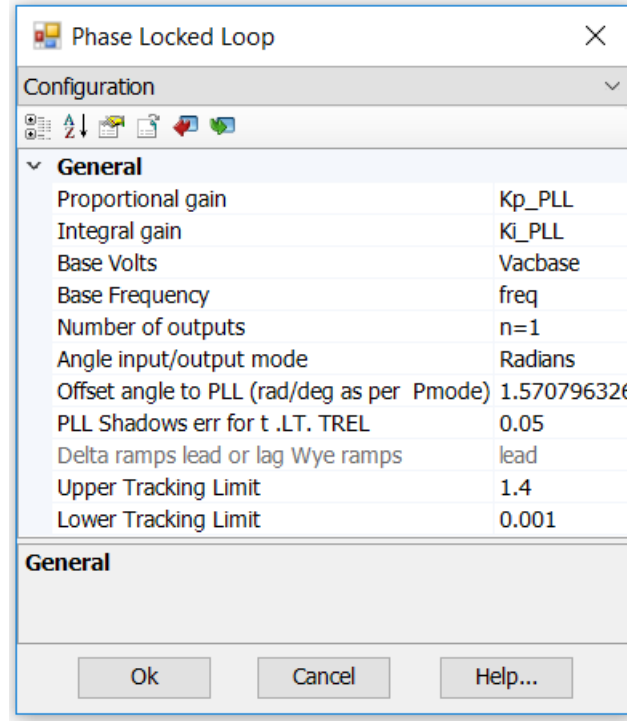 Phase Locked Loop
Configuration
General
Proportional gain Kp_PLL
Integral gain Ki_PLL
Base Volts Vacbase
Base Frequency freq
Number of outputs n=1
Angle input/output mode Radians
Offset angle to PLL (rad/deg as per Pmode) 1.570796326
PLL Shadows err for t .LT. TREL 0.05
Delta ramps lead or lag Wye ramps lead
Upper Tracking Limit 1.4
Lower Tracking Limit 0.001
General
Ok Cancel Help...